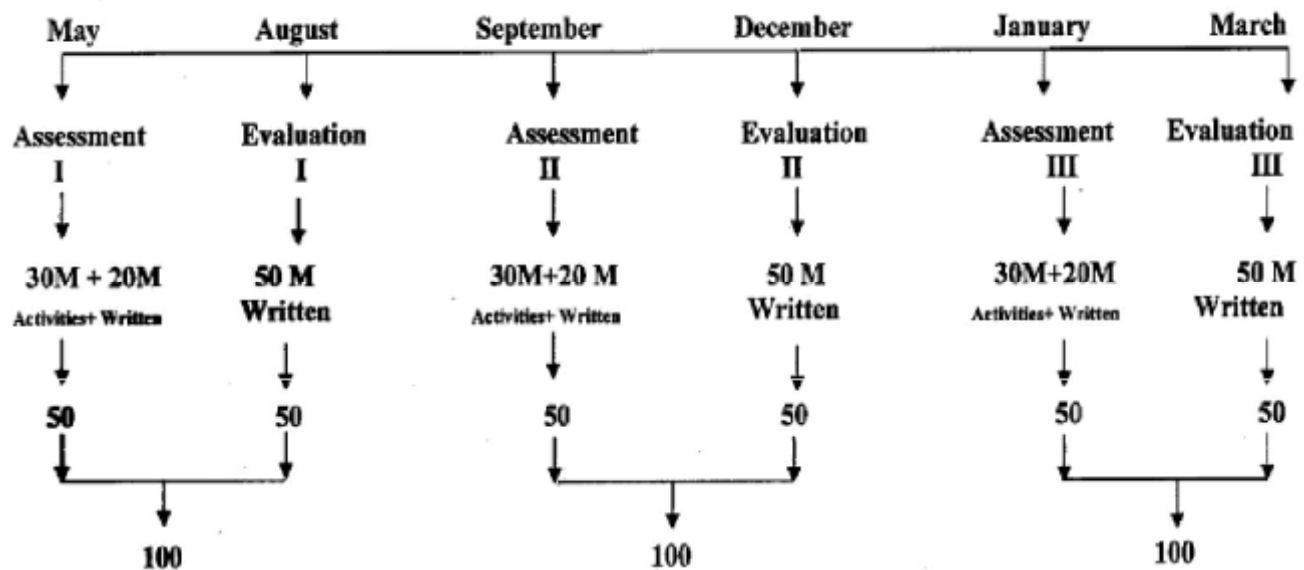 May August September December January March
Assessment Evaluation Assessment Evaluation Assessment Evaluation
I I II II III III
30M + 20M 50 M 30M+20 M 50 M 30M+20M 50 M
Activities+ Written Written Activities+ Written Written Activities+ Written Written
50 50 50 50 50 50
100 100 100